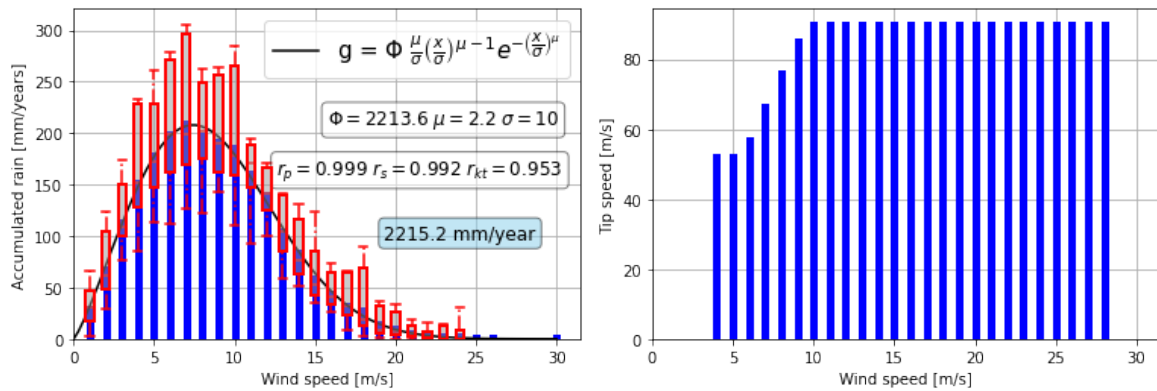 300
250
200
150
100
50
0
Accumulated rain [mm/years]
g = Φ μ/σ (x/σ)^{μ−1} e^{−(x/σ)^μ}
Φ = 2213.6 μ = 2.2 σ = 10
r_p = 0.999 r_s = 0.992 r_{kt} = 0.953
2215.2 mm/year
0 5 10 15 20 25 30
Wind speed [m/s]
80
60
40
20
0
Tip speed [m/s]
0 5 10 15 20 25 30
Wind speed [m/s]